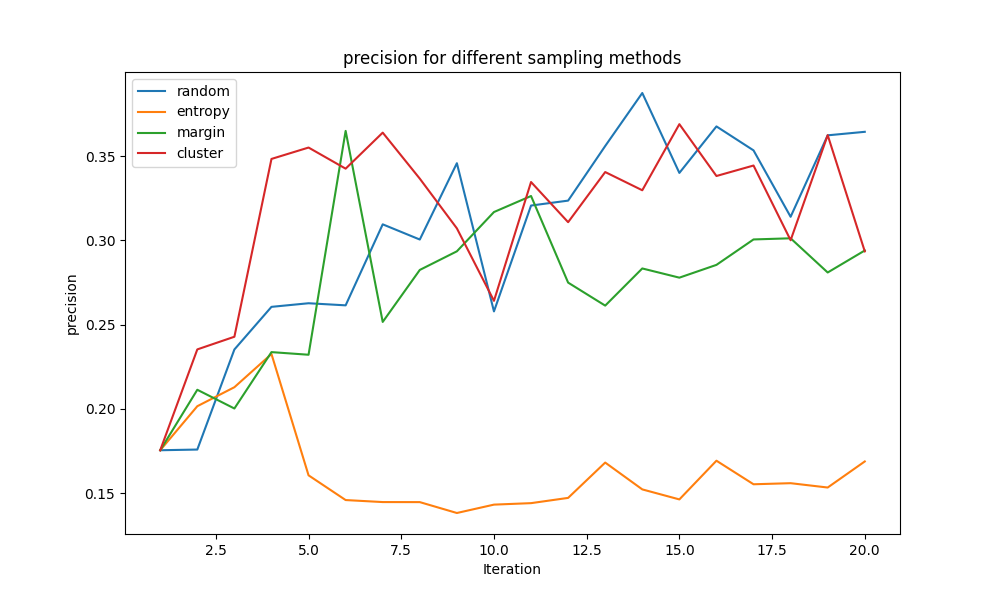 precision for different sampling methods
random
entropy
margin
cluster
0.35
0.30
0.25
0.20
0.15
precision
2.5 5.0 7.5 10.0 12.5 15.0 17.5 20.0
Iteration